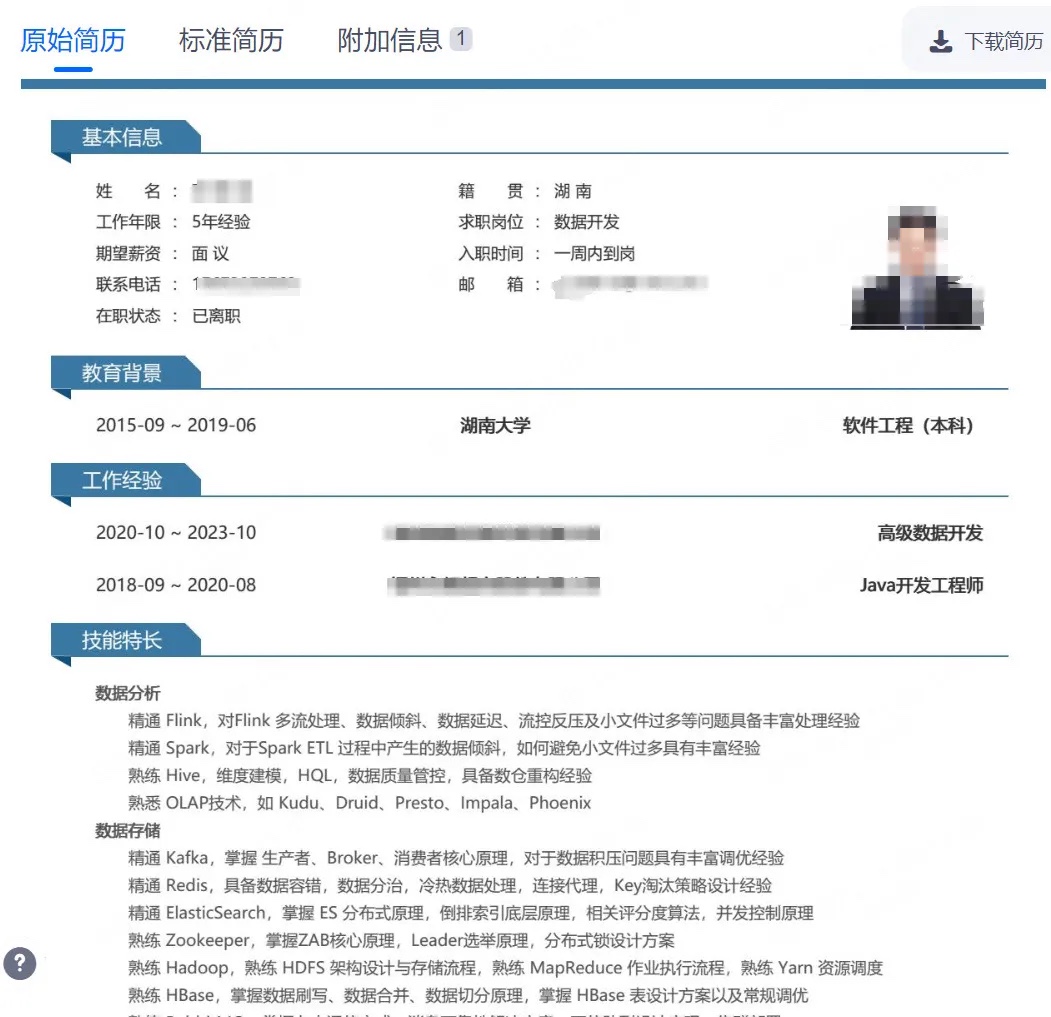 原始简历 标准简历 附加信息 1 下载简历
基本信息
姓 名 : 籍 贯 : 湖 南
工作年限 : 5年经验 求职岗位 : 数据开发
期望薪资 : 面 议 入职时间 : 一周内到岗
联系电话 : 邮 箱 :
在职状态 : 已离职
教育背景
2015-09 ~ 2019-06 湖南大学 软件工程（本科）
工作经验
2020-10 ~ 2023-10 高级数据开发
2018-09 ~ 2020-08 Java开发工程师
技能特长
数据分析
精通 Flink，对Flink 多流处理、数据倾斜、数据延迟、流控反压及小文件过多等问题具备丰富处理经验
精通 Spark，对于Spark ETL 过程中产生的数据倾斜，如何避免小文件过多具有丰富经验
熟练 Hive，维度建模，HQL，数据质量管控，具备数仓重构经验
熟悉 OLAP技术，如 Kudu、Druid、Presto、Impala、Phoenix
数据存储
精通 Kafka，掌握 生产者、Broker、消费者核心原理，对于数据积压问题具有丰富调优经验
精通 Redis，具备数据容错，数据分治，冷热数据处理，连接代理，Key淘汰策略设计经验
精通 ElasticSearch，掌握 ES 分布式原理，倒排索引底层原理，相关评分度算法，并发控制原理
熟练 Zookeeper，掌握ZAB核心原理，Leader选举原理，分布式锁设计方案
熟练 Hadoop，熟练 HDFS 架构设计与存储流程，熟练 MapReduce 作业执行流程，熟练 Yarn 资源调度
熟练 HBase，掌握数据刷写、数据合并、数据切分原理，掌握 HBase 表设计方案以及常规调优
?